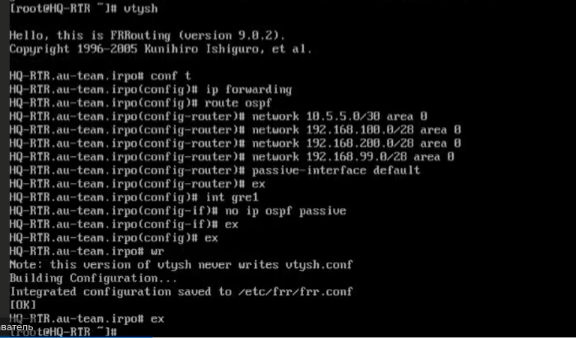 [root@HQ-RTR ~]# vtysh
Hello, this is FRRouting (version 9.0.2).
Copyright 1996-2005 Kunihiro Ishiguro, et al.
HQ-RTR.au-team.irpo# conf t
HQ-RTR.au-team.irpo(config)# ip forwarding
HQ-RTR.au-team.irpo(config)# route ospf
HQ-RTR.au-team.irpo(config-router)# network 10.5.5.0/30 area 0
HQ-RTR.au-team.irpo(config-router)# network 192.168.100.0/28 area 0
HQ-RTR.au-team.irpo(config-router)# network 192.168.200.0/28 area 0
HQ-RTR.au-team.irpo(config-router)# network 192.168.99.0/28 area 0
HQ-RTR.au-team.irpo(config-router)# passive-interface default
HQ-RTR.au-team.irpo(config-router)# ex
HQ-RTR.au-team.irpo(config)# int gre1
HQ-RTR.au-team.irpo(config-if)# no ip ospf passive
HQ-RTR.au-team.irpo(config-if)# ex
HQ-RTR.au-team.irpo(config)# ex
HQ-RTR.au-team.irpo# wr
Note: this version of vtysh never writes vtysh.conf
Building Configuration...
Integrated configuration saved to /etc/frr/frr.conf
[OK]
HQ-RTR.au-team.irpo# ex
ватель
[root@HQ-RTR ~]#